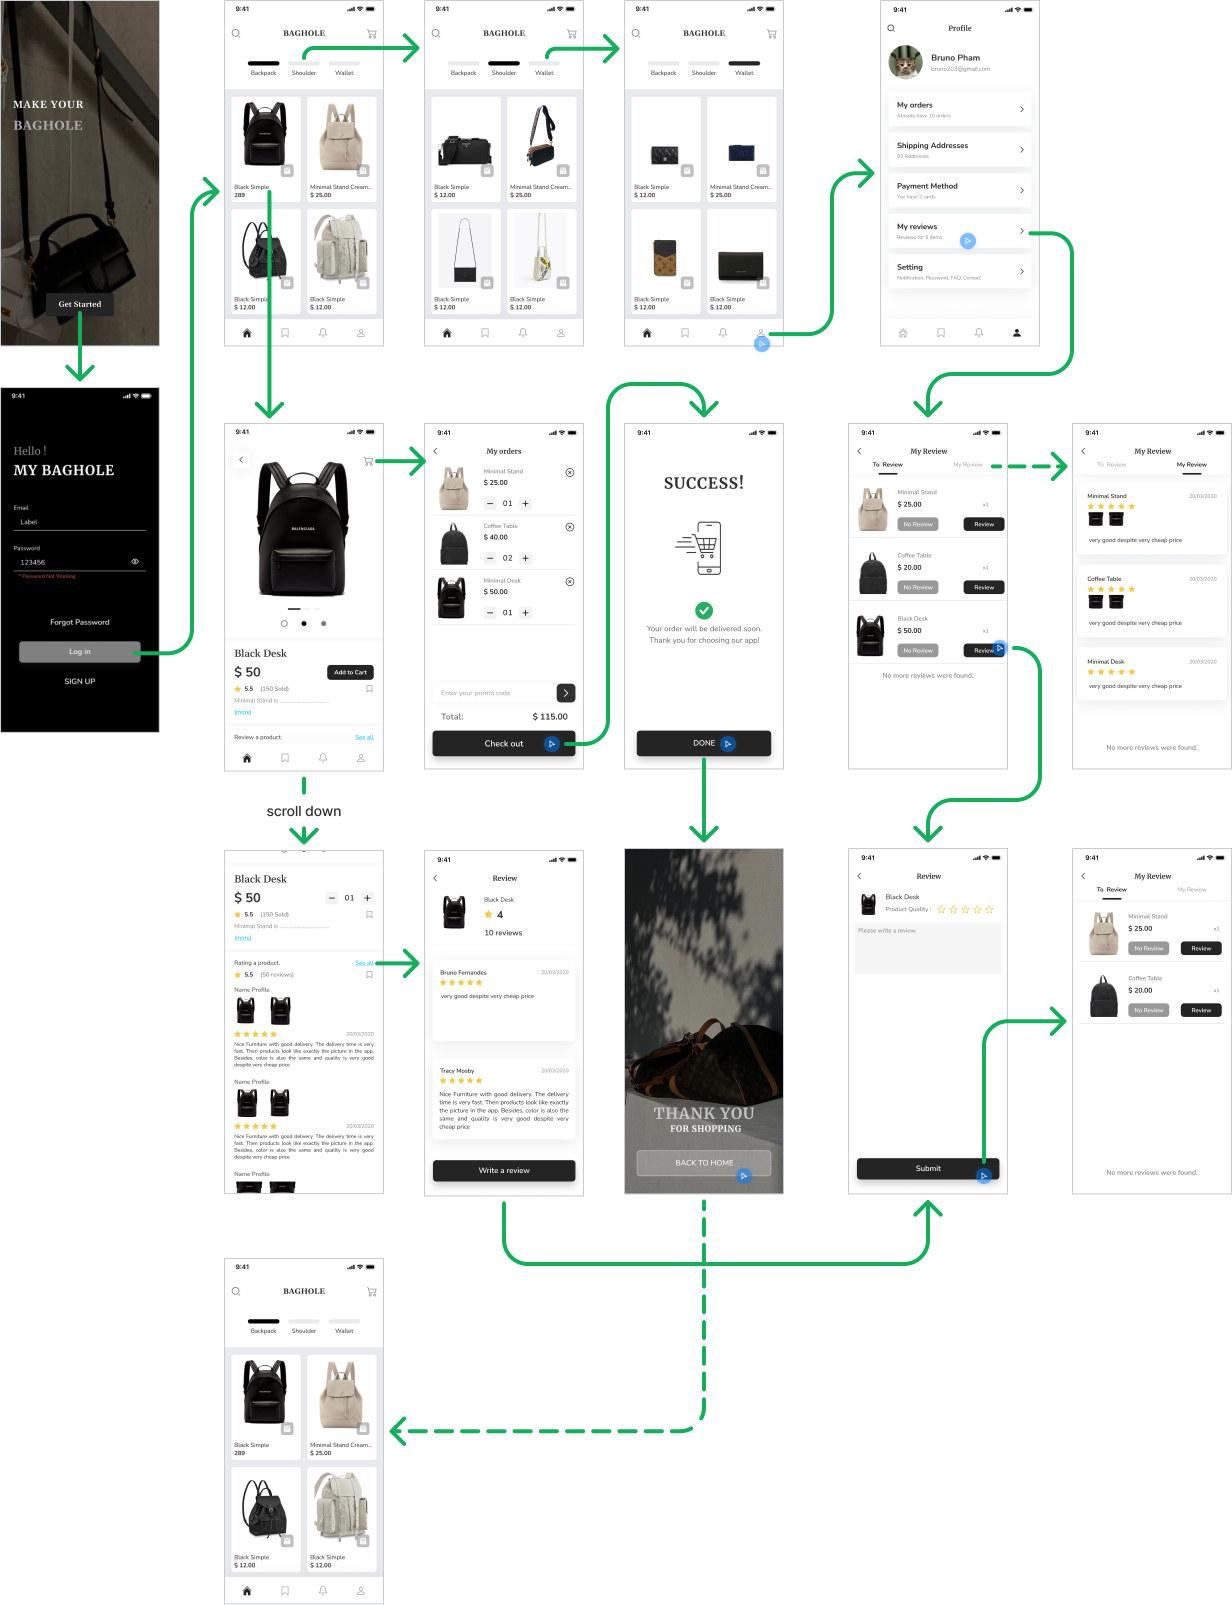 MAKE YOUR
BAGHOLE
Get Started
9:41
BAGHOLE
Backpack
Shoulder
Wallet
Black Simple
289
Minimal Stand Cream...
$ 25.00
Black Simple
$ 12.00
Black Simple
$ 12.00
9:41
BAGHOLE
Backpack
Shoulder
Wallet
Black Simple
$ 12.00
Minimal Stand Cream...
$ 25.00
Black Simple
$ 12.00
Black Simple
$ 12.00
9:41
BAGHOLE
Backpack
Shoulder
Wallet
Black Simple
$ 12.00
Minimal Stand Cream...
$ 25.00
Black Simple
$ 12.00
Black Simple
$ 12.00
9:41
Profile
Bruno Pham
bruno203@gmail.com
My orders
Already have 10 orders
Shipping Addresses
03 Addresses
Payment Method
You have 2 cards
My reviews
Reviews for 5 items
Setting
Notification, Password, FAQ, Contact
9:41
Hello !
MY BAGHOLE
Email
Label
Password
123456
* Password Not Working
Forgot Password
Log in
SIGN UP
9:41
BALENCIAGA
Black Desk
$ 50
Add to Cart
5.5
(150 Sold)
Minimal Stand is
[more]
Review a product.
See all
9:41
My orders
Minimal Stand
$ 25.00
01
Coffee Table
$ 40.00
02
Minimal Desk
$ 50.00
01
Enter your promo code
Total:
$ 115.00
Check out
9:41
SUCCESS!
Your order will be delivered soon.
Thank you for choosing our app!
DONE
9:41
My Review
To Review
My Review
Minimal Stand
$ 25.00
x1
No Review
Review
Coffee Table
$ 20.00
x1
No Review
Review
Black Desk
$ 50.00
x1
No Review
Review
No more reviews were found.
9:41
My Review
To Review
My Review
Minimal Stand
20/03/2020
very good despite very cheap price
Coffee Table
20/03/2020
very good despite very cheap price
Minimal Desk
20/03/2020
very good despite very cheap price
No more reviews were found.
scroll down
Black Desk
$ 50
01
5.5
(150 Sold)
Minimal Stand is
[more]
Rating a product.
See all
5.5
(50 reviews)
Name Profile
20/03/2020
Nice Furniture with good delivery. The delivery time is very
fast. Then products look like exactly the picture in the app.
Besides, color is also the same and quality is very good
despite very cheap price
Name Profile
20/03/2020
Nice Furniture with good delivery. The delivery time is very
fast. Then products look like exactly the picture in the app.
Besides, color is also the same and quality is very good
despite very cheap price
Name Profile
9:41
Review
Black Desk
4
10 reviews
Bruno Fernandes
20/03/2020
very good despite very cheap price
Tracy Mosby
20/03/2020
Nice Furniture with good delivery. The delivery
time is very fast. Then products look like exactly
the picture in the app. Besides, color is also the
same and quality is very good despite very
cheap price
Write a review
THANK YOU
FOR SHOPPING
BACK TO HOME
9:41
Review
Black Desk
Product Quality :
Please write a review.
Submit
9:41
My Review
To Review
My Review
Minimal Stand
$ 25.00
x1
No Review
Review
Coffee Table
$ 20.00
x1
No Review
Review
No more reviews were found.
9:41
BAGHOLE
Backpack
Shoulder
Wallet
Black Simple
289
Minimal Stand Cream...
$ 25.00
Black Simple
$ 12.00
Black Simple
$ 12.00